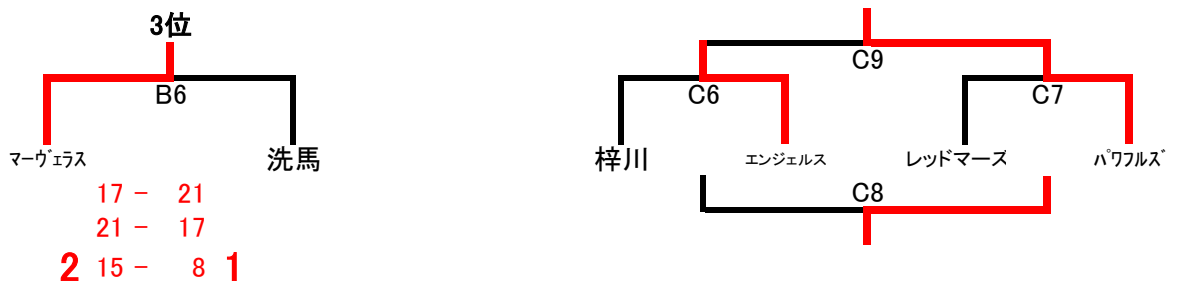 3位
B6
マーヴェラス 洗馬
17 - 21
21 - 17
2 15 - 8 1
C9
C6 C7
梓川 エンジェルス レッドマーズ パワフルズ
C8